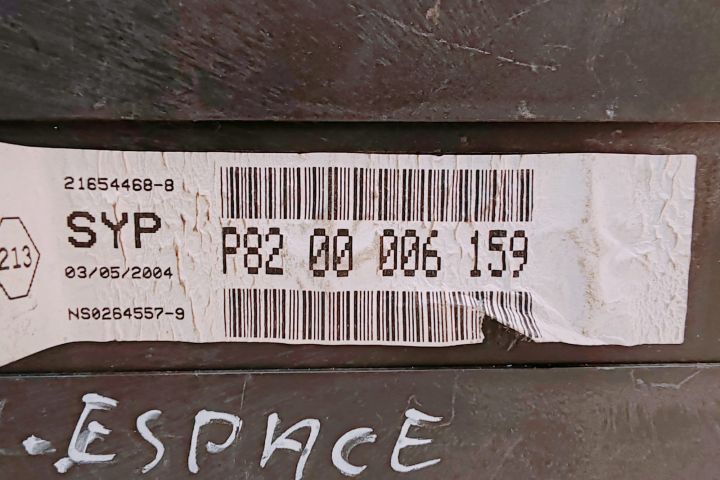 21654468-8
SYP
03/05/2004
NS0264557-9
213
P82 00 006 159
ESPACE